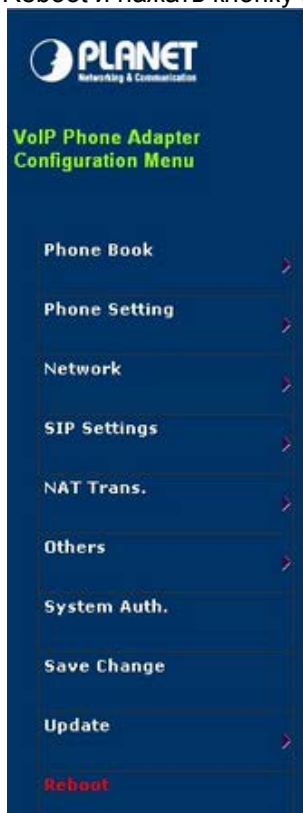 Reboot и нажать кнопку
PLANET
Networking & Communication
VoIP Phone Adapter
Configuration Menu
Phone Book
Phone Setting
Network
SIP Settings
NAT Trans.
Others
System Auth.
Save Change
Update
Reboot